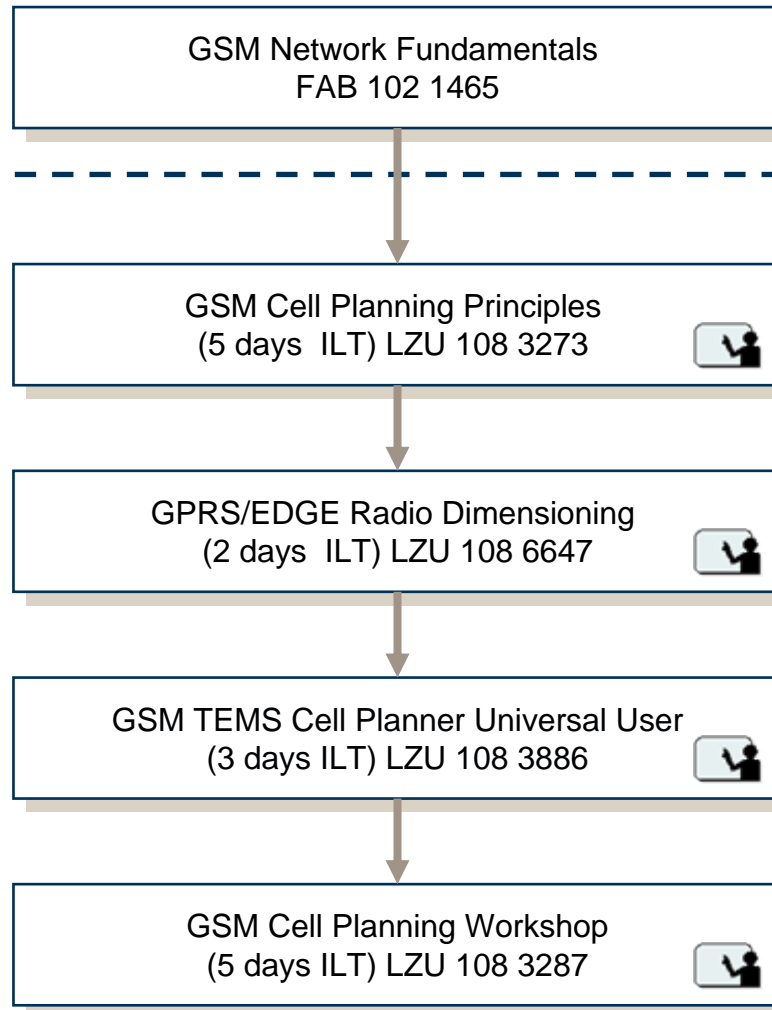 GSM Network Fundamentals
FAB 102 1465
GSM Cell Planning Principles
(5 days  ILT) LZU 108 3273
GPRS/EDGE Radio Dimensioning
(2 days  ILT) LZU 108 6647
GSM TEMS Cell Planner Universal User
(3 days ILT) LZU 108 3886
GSM Cell Planning Workshop
(5 days ILT) LZU 108 3287